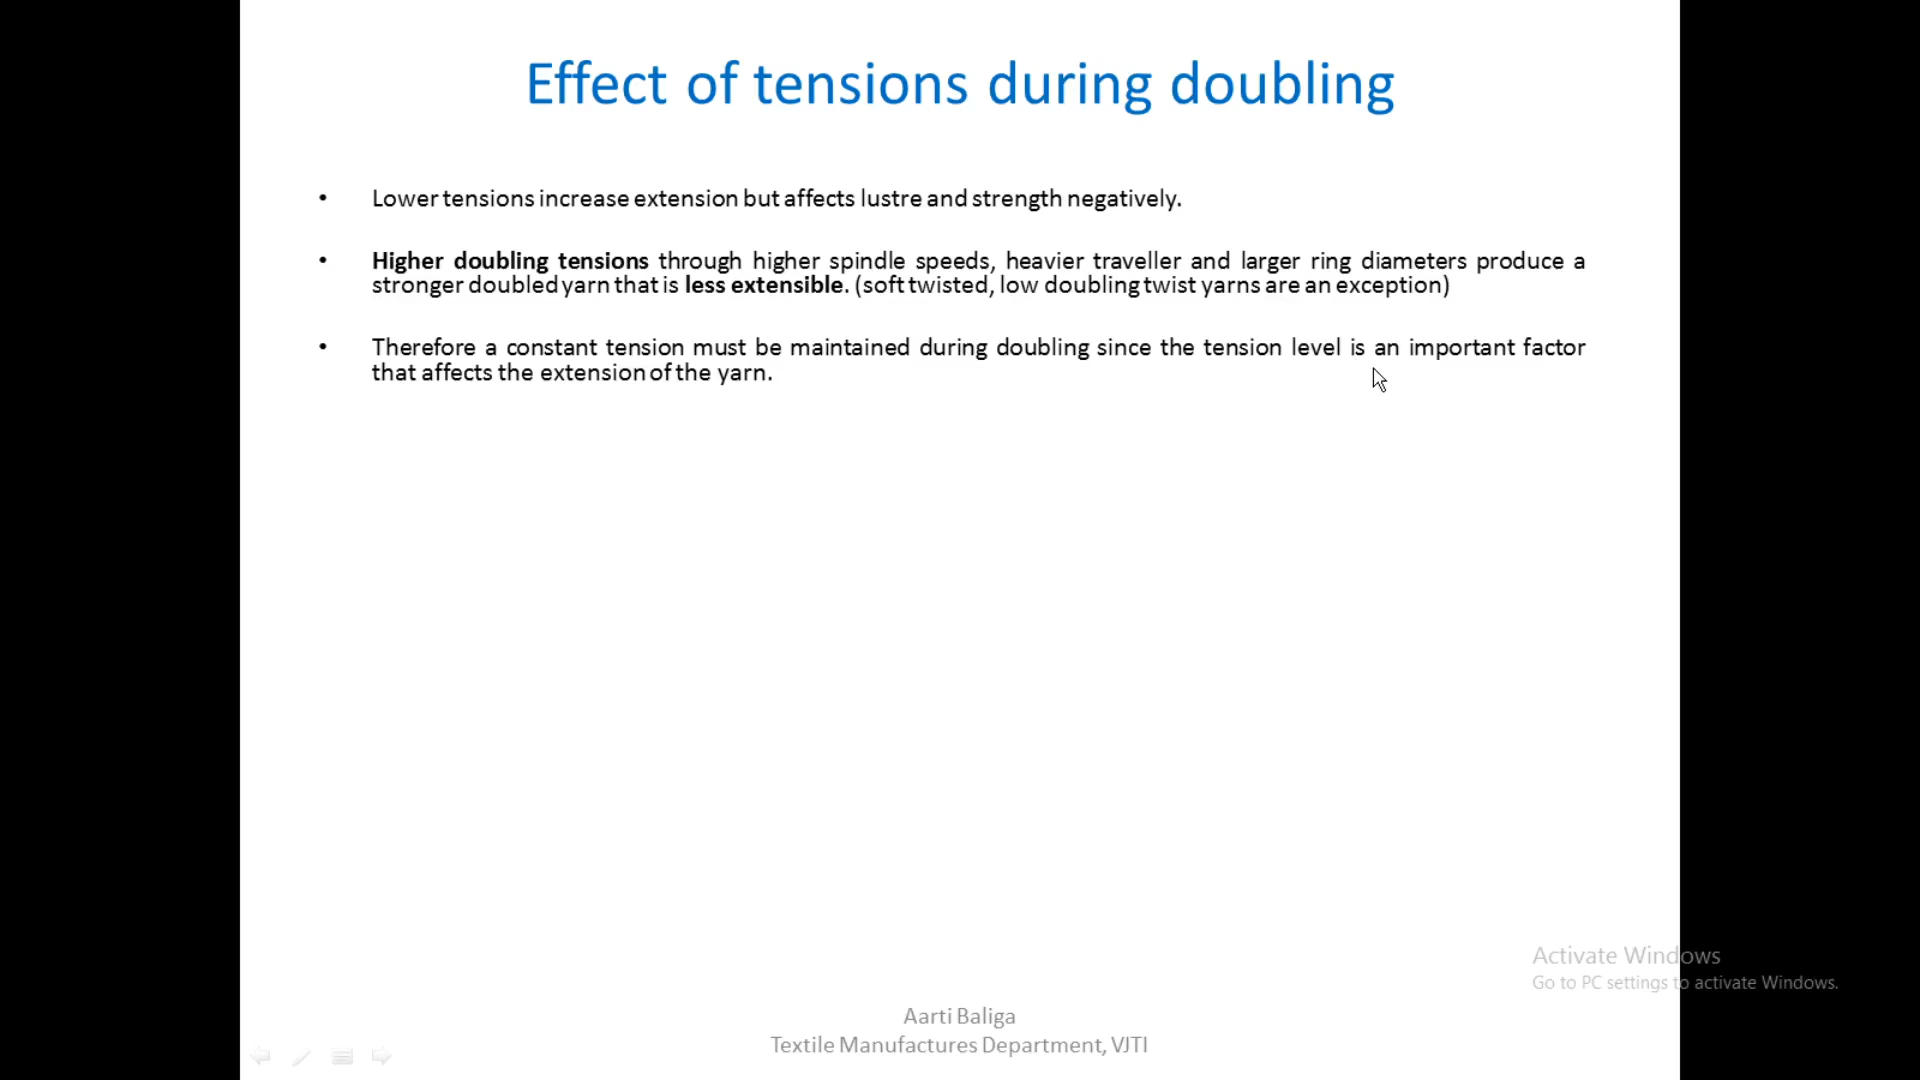 Effect of tensions during doubling
• Lower tensions increase extension but affects lustre and strength negatively.
• Higher doubling tensions through higher spindle speeds, heavier traveller and larger ring diameters produce a
stronger doubled yarn that is less extensible. (soft twisted, low doubling twist yarns are an exception)
• Therefore a constant tension must be maintained during doubling since the tension level is an important factor
that affects the extension of the yarn.
Activate Windows
Go to PC settings to activate Windows.
Aarti Baliga
Textile Manufactures Department, VJTI